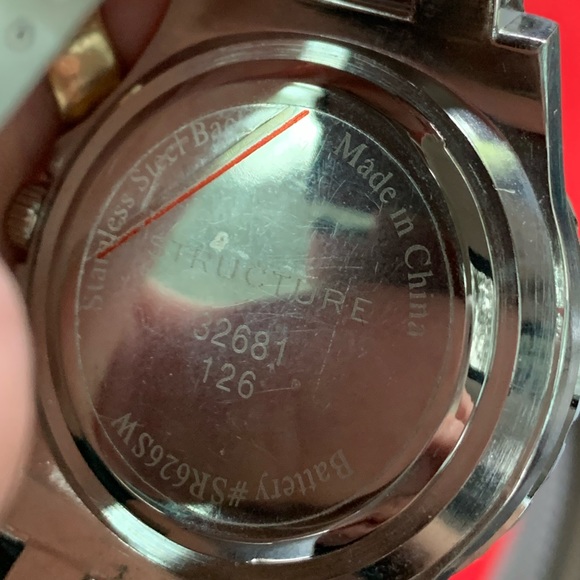 Stainless Steel Back
Made in China
STRUCTURE
32681
126
Battery #SR626SW